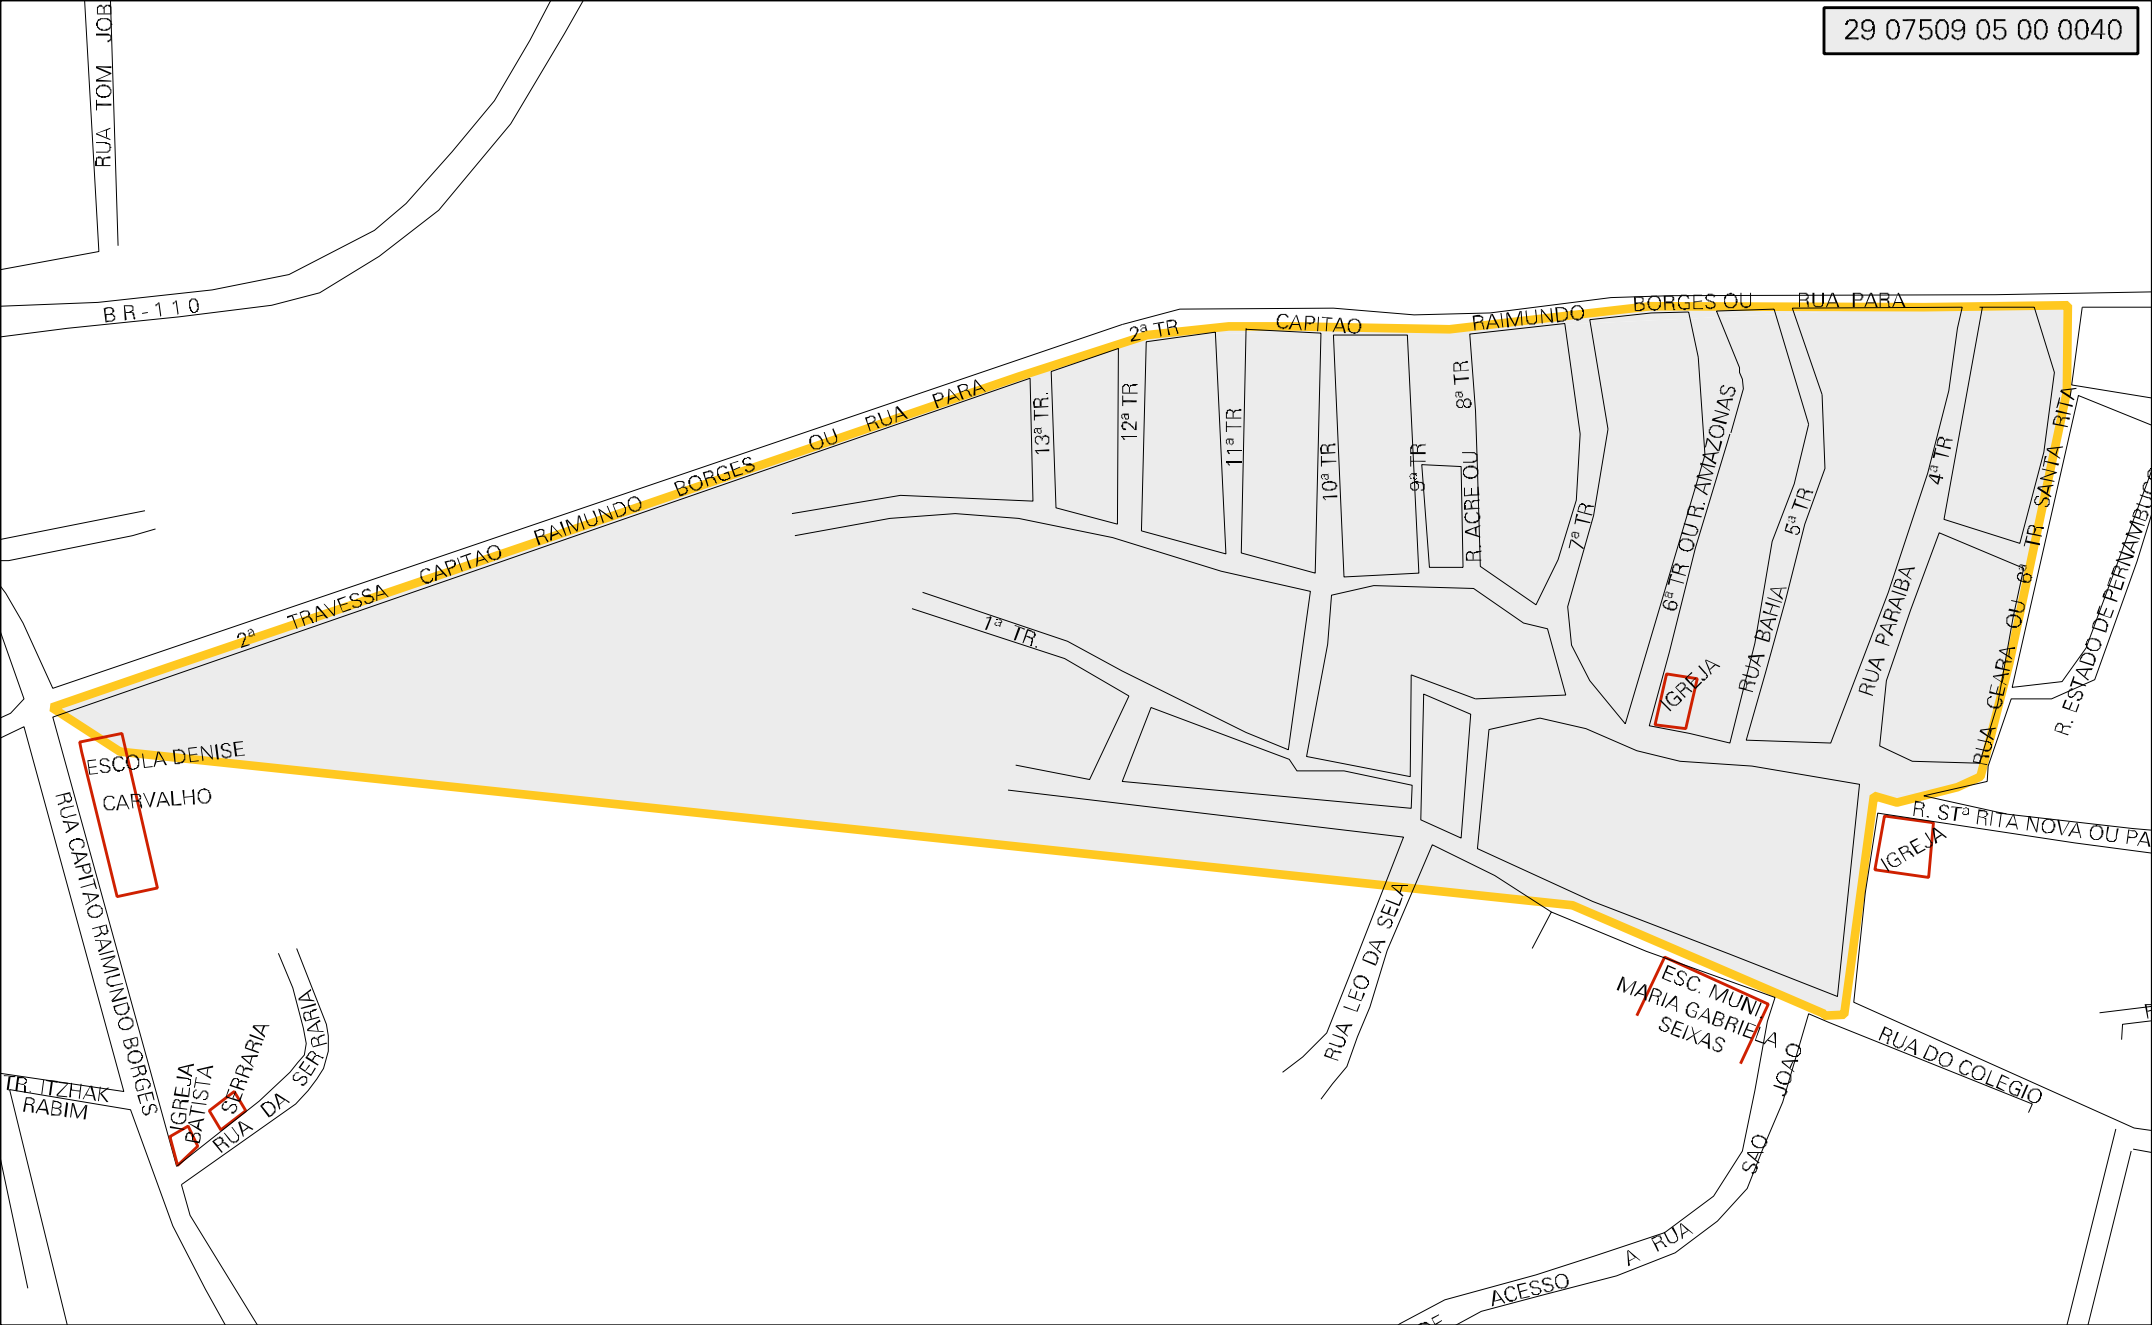 29 07509 05 00 0040
RUA TOM JOB
BR-110
2ª TRAVESSA CAPITAO RAIMUNDO BORGES OU RUA PARA
2ª TR CAPITAO RAIMUNDO BORGES OU RUA PARA
13ª TR.
12ª TR
11ª TR
10ª TR
9ª TR
8ª TR
R. ACRE OU
7ª TR
6ª TR OU R. AMAZONAS
5ª TR
RUA BAHIA
4ª TR
RUA PARAIBA
RUA CEARA OU 6ª TR SANTA RITA
R. ESTADO DE PERNAMBUCO
1ª TR.
IGREJA
ESCOLA DENISE
CARVALHO
RUA CAPITAO RAIMUNDO BORGES
R. STª RITA NOVA OU PA
IGREJA
RUA LEO DA SELA
ESC. MUNI.
MARIA GABRIELA
SEIXAS
RUA DO COLEGIO
ACESSO A RUA SAO JOAO
RUA DA SERRARIA
SERRARIA
IGREJA
BATISTA
TR. ITZHAK
RABIM